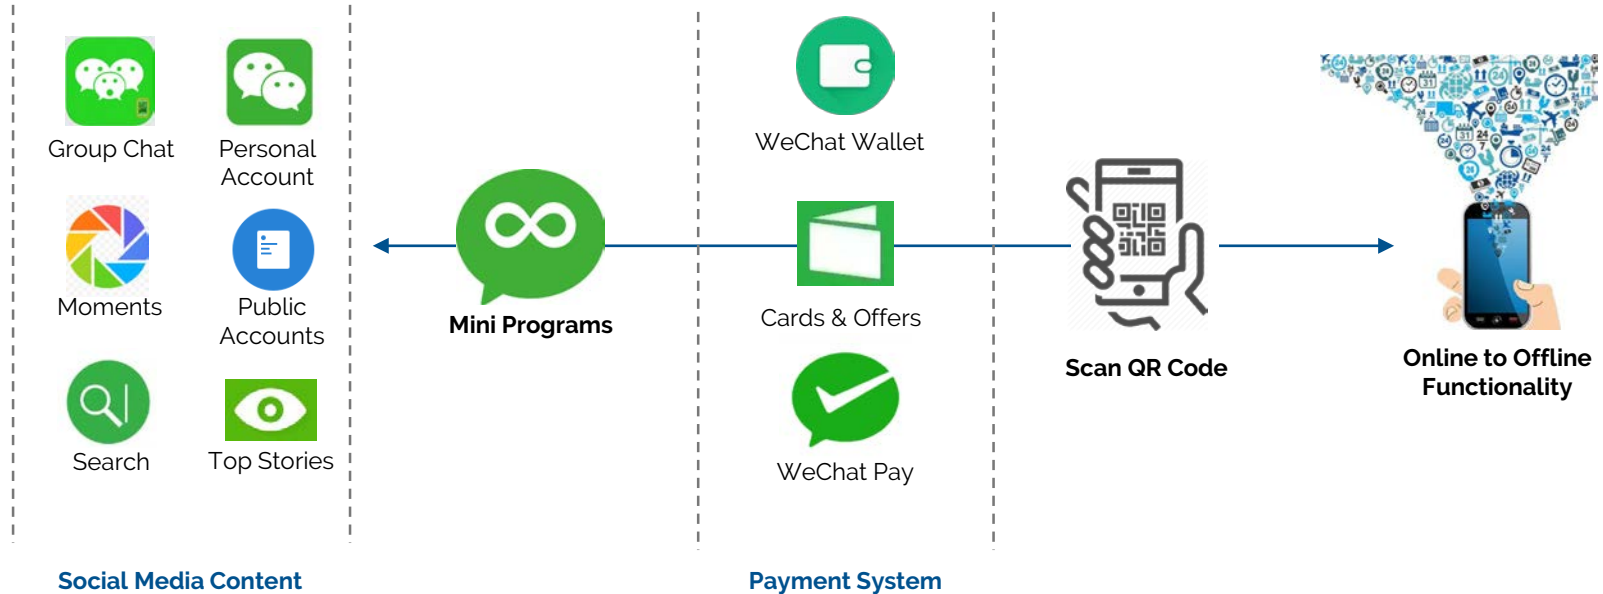 Group Chat
Personal
Account
Moments
Public
Accounts
Search
Top Stories
Social Media Content
Mini Programs
WeChat Wallet
Cards & Offers
WeChat Pay
Payment System
Scan QR Code
Online to Offline
Functionality